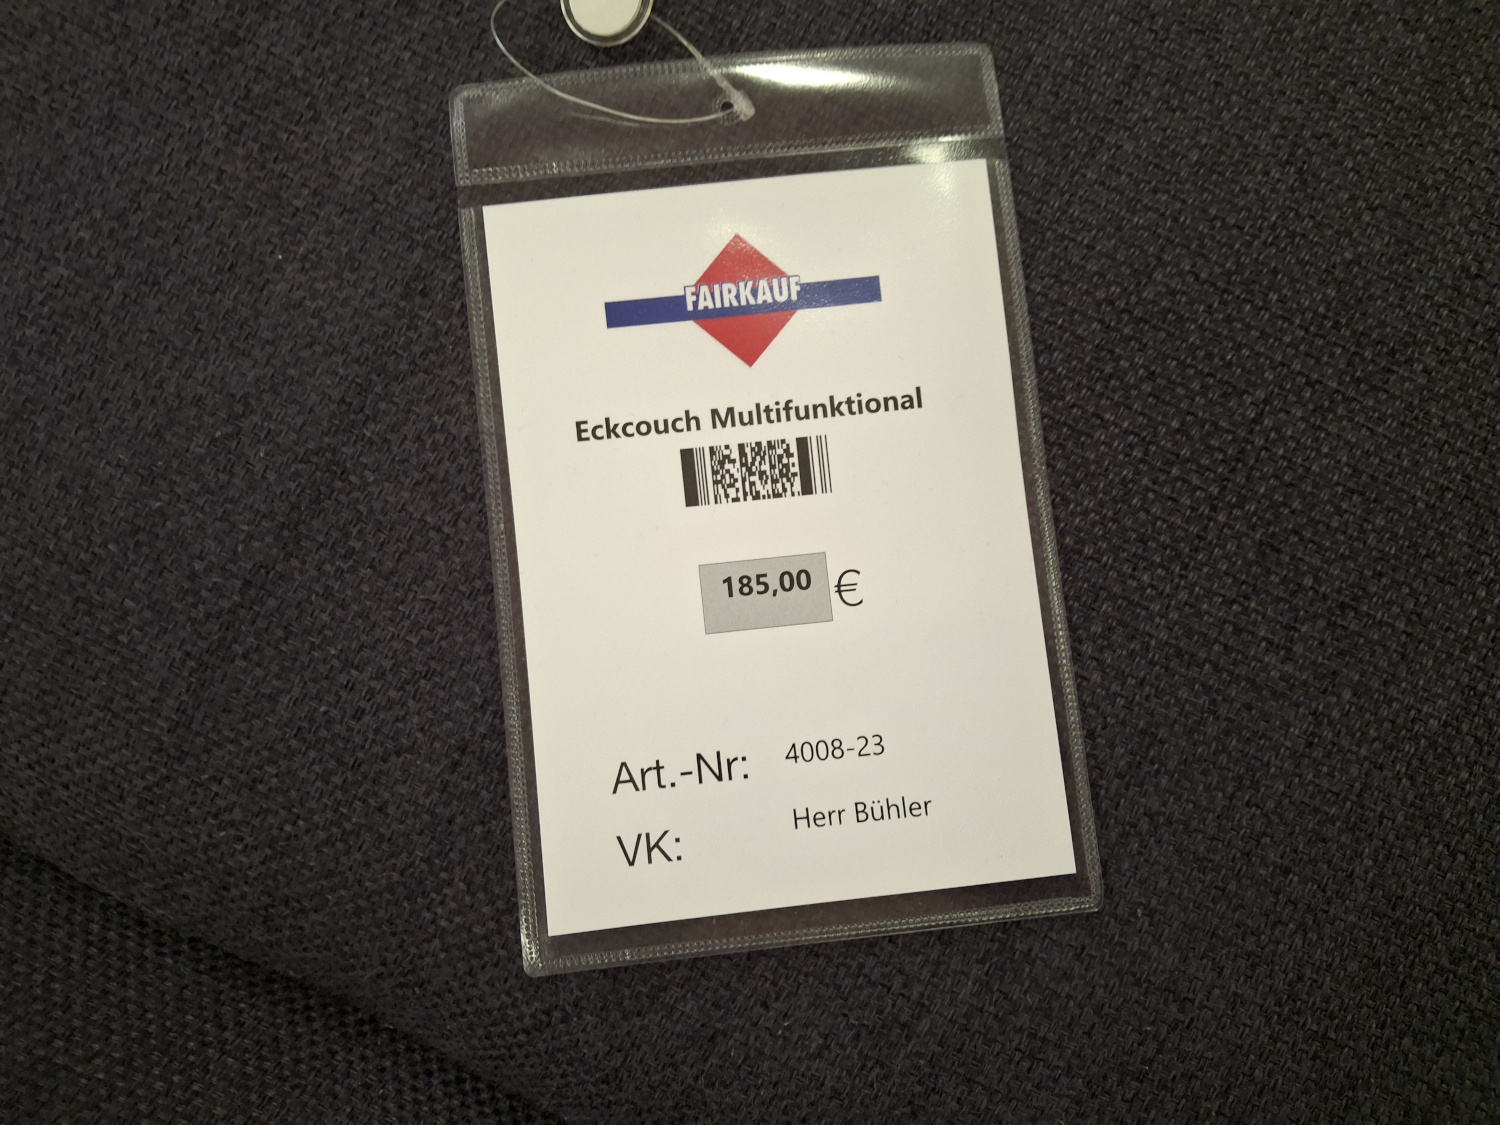 FAIRKAUF
Eckcouch Multifunktional
185,00 €
Art.-Nr: 4008-23
VK: Herr Bühler